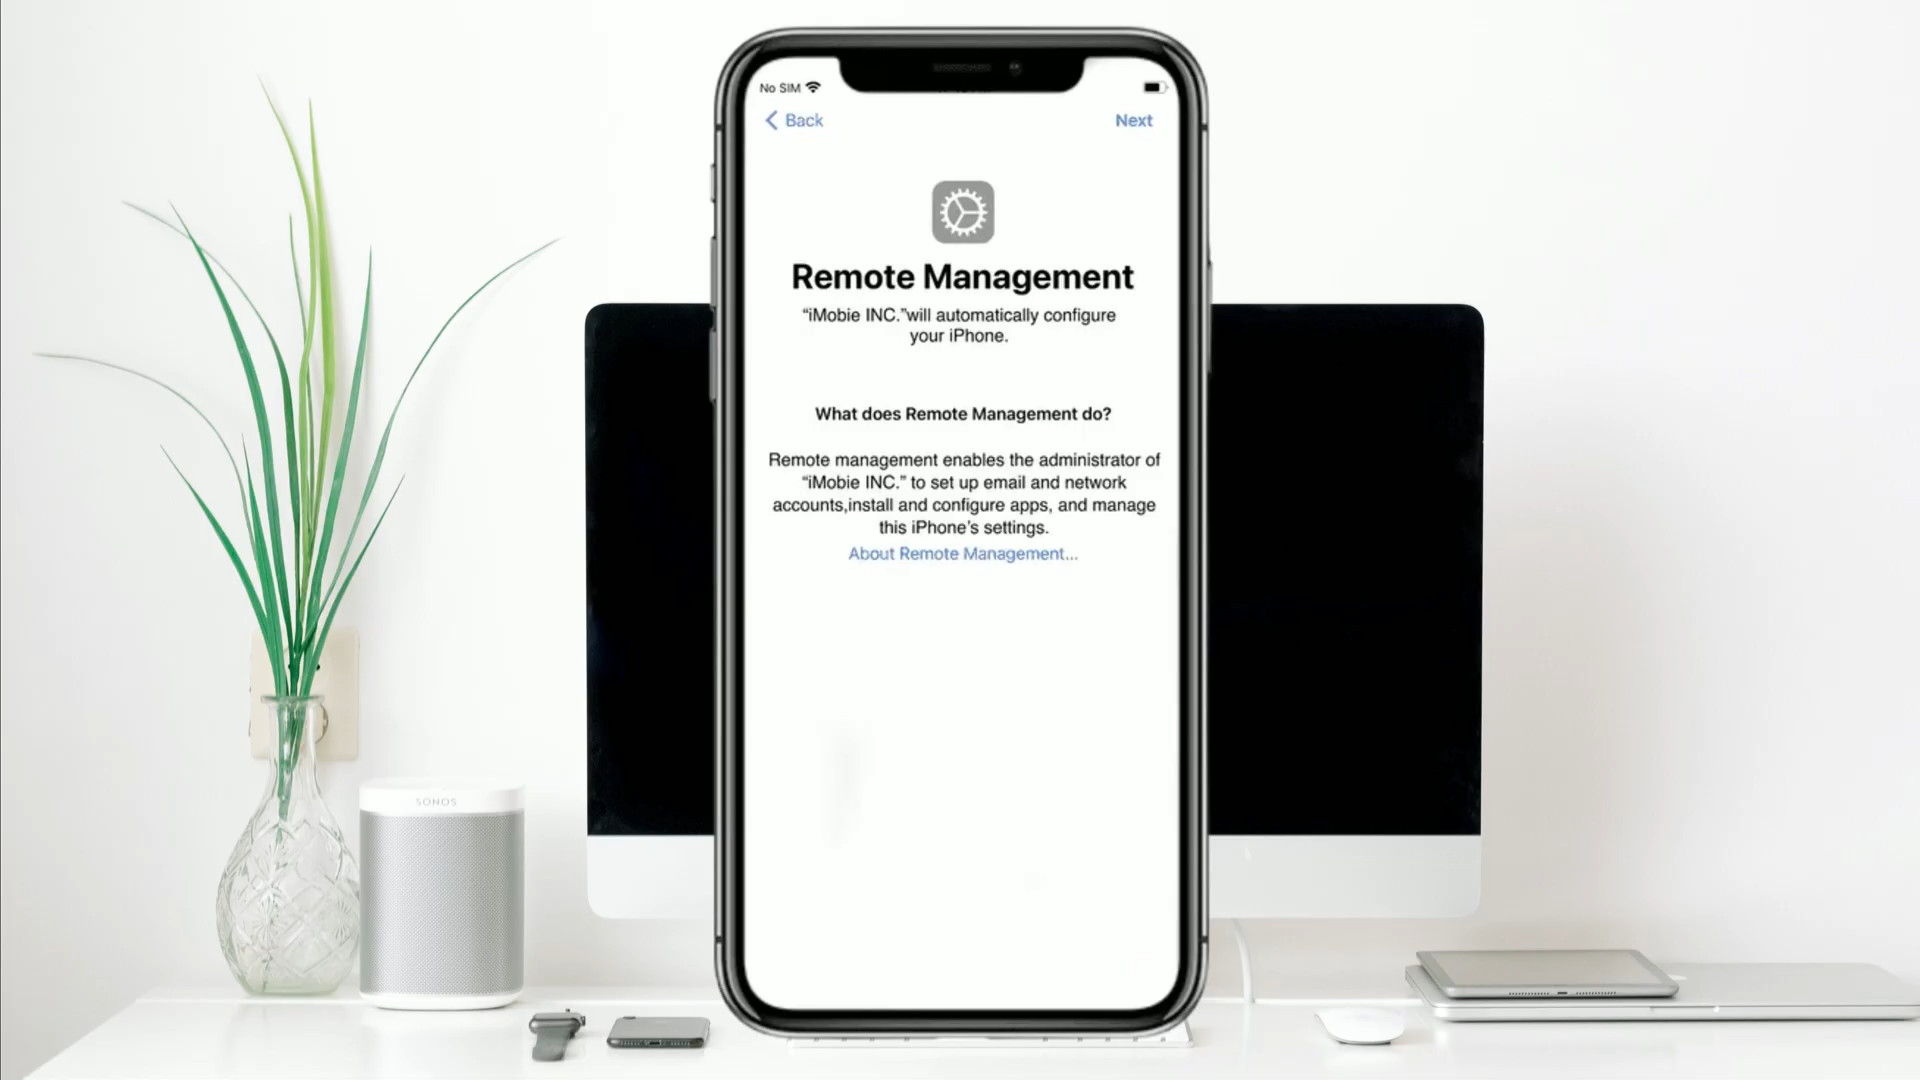 No SIM
Back
Next
Remote Management
“iMobie INC.”will automatically configure
your iPhone.
What does Remote Management do?
Remote management enables the administrator of
“iMobie INC.” to set up email and network
accounts,install and configure apps, and manage
this iPhone’s settings.
About Remote Management...
SONOS